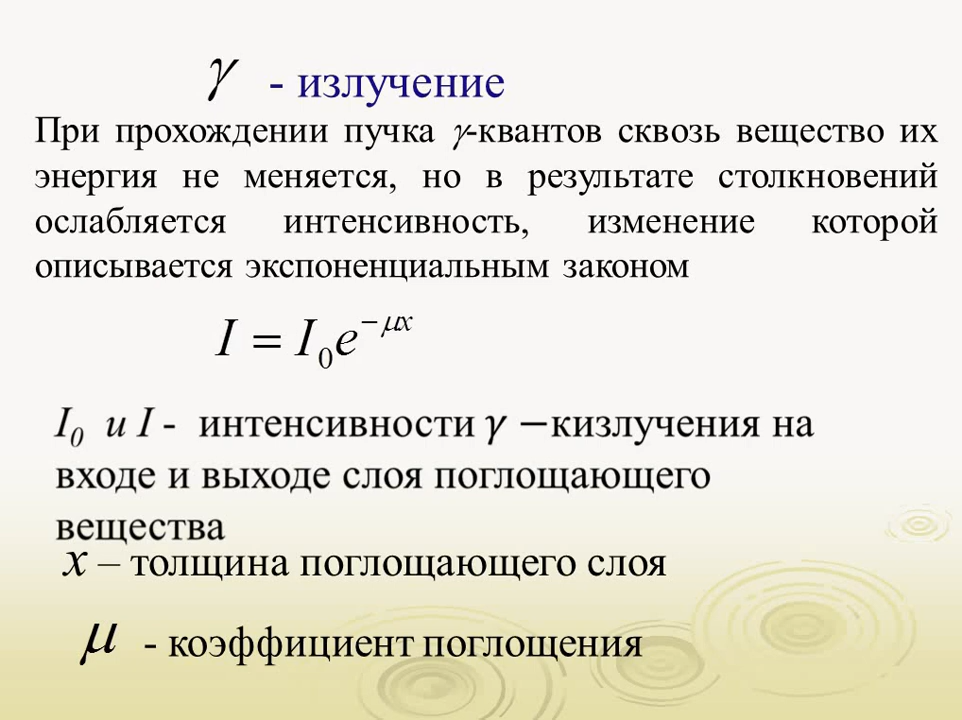 γ - излучение
При прохождении пучка γ-квантов сквозь вещество их
энергия не меняется, но в результате столкновений
ослабляется интенсивность, изменение которой
описывается экспоненциальным законом
I = I₀e^{−μx}
I₀ и I - интенсивности γ −кизлучения на
входе и выходе слоя поглощающего
вещества
x – толщина поглощающего слоя
μ - коэффициент поглощения